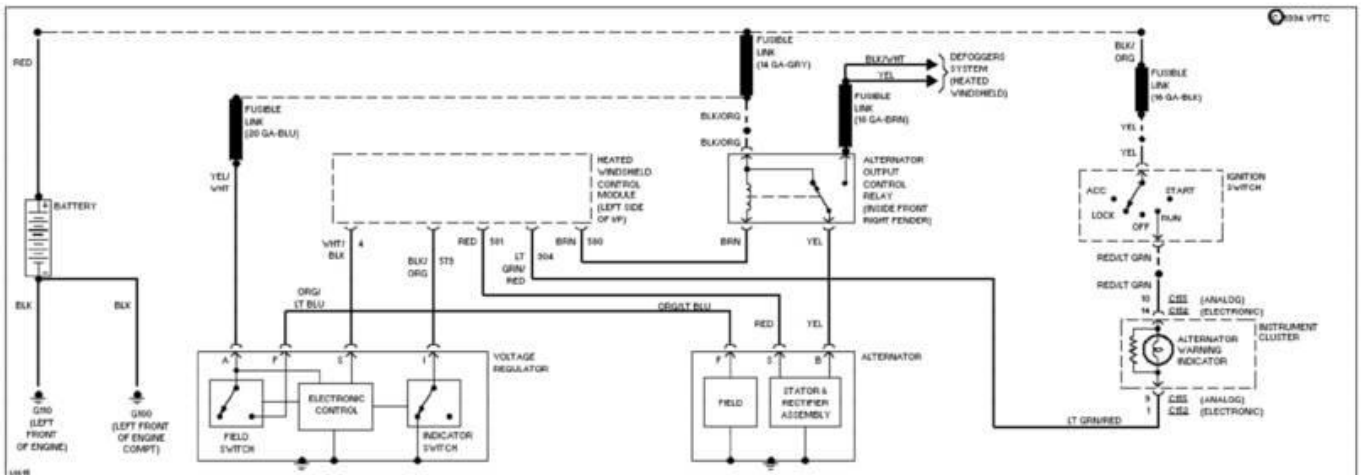 1994 VFTC
RED
FUSIBLE
LINK
(14 GA-GRY)
BLK/WHT
YEL
DEFOGGERS
SYSTEM
(HEATED
WINDSHIELD)
BLK/
ORG
FUSIBLE
LINK
(16 GA-BLK)
FUSIBLE
LINK
(20 GA-BLU)
BLK/ORG
BLK/ORG
FUSIBLE
LINK
(18 GA-BRN)
YEL
YEL
YEL/
WHT
HEATED
WINDSHIELD
CONTROL
MODULE
(LEFT SIDE
OF I/P)
ALTERNATOR
OUTPUT
CONTROL
RELAY
(INSIDE FRONT
RIGHT FENDER)
IGNITION
SWITCH
ACC
START
LOCK
OFF
RUN
BATTERY
WHT/
BLK
4
BLK/
ORG
RED
LT
GRN/
RED
904
BRN
BRN
YEL
RED/LT GRN
RED/LT GRN
BLK
BLK
ORG/
LT BLU
ORG/LT BLU
RED
YEL
10
(ANALOG)
14
(ELECTRONIC)
INSTRUMENT
CLUSTER
ALTERNATOR
WARNING
INDICATOR
A
F
S
I
VOLTAGE
REGULATOR
F
S
B
ALTERNATOR
ELECTRONIC
CONTROL
FIELD
SWITCH
INDICATOR
SWITCH
FIELD
STATOR &
RECTIFIER
ASSEMBLY
(ANALOG)
1
(ELECTRONIC)
LT GRN/RED
G110
(LEFT
FRONT
OF ENGINE)
G100
(LEFT FRONT
OF ENGINE
COMPT)